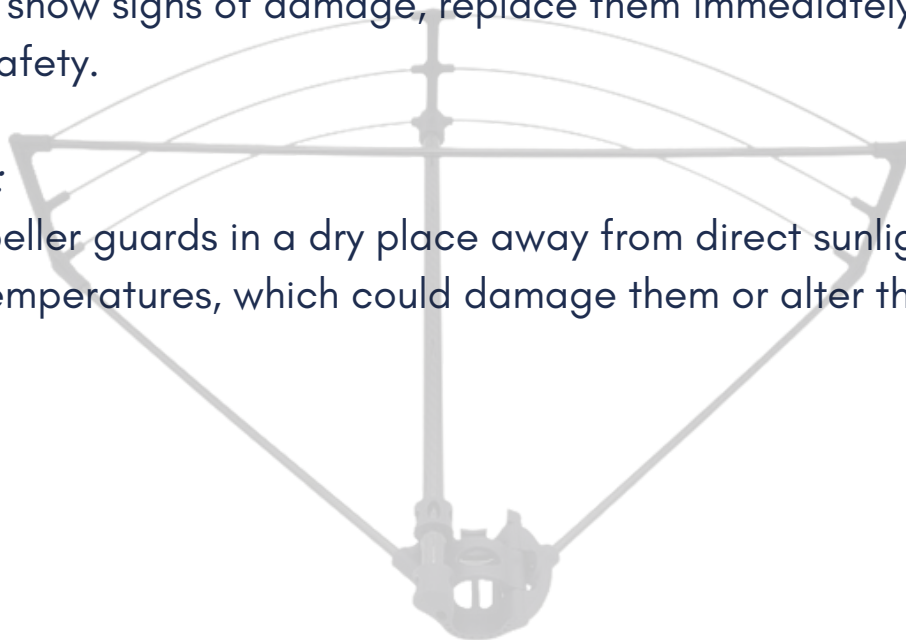 show signs of damage, replace them immediately
afety.
eller guards in a dry place away from direct sunlig
emperatures, which could damage them or alter th